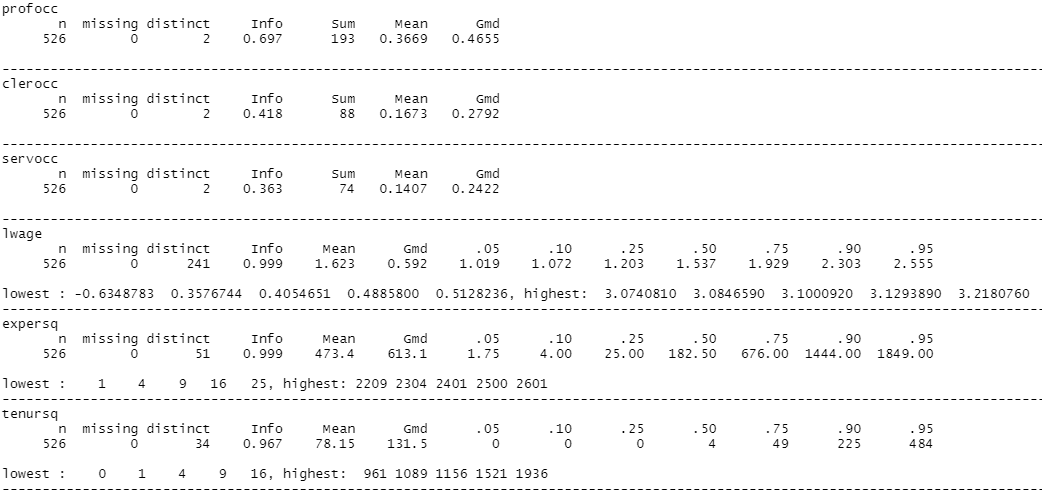 profocc
n missing distinct Info Sum Mean Gmd
526 0 2 0.697 193 0.3669 0.4655
--------------------------------------------------------------------------------
clerocc
n missing distinct Info Sum Mean Gmd
526 0 2 0.418 88 0.1673 0.2792
--------------------------------------------------------------------------------
servocc
n missing distinct Info Sum Mean Gmd
526 0 2 0.363 74 0.1407 0.2422
--------------------------------------------------------------------------------
lwage
n missing distinct Info Mean Gmd .05 .10 .25 .50 .75 .90 .95
526 0 241 0.999 1.623 0.592 1.019 1.072 1.203 1.537 1.929 2.303 2.555
lowest : -0.6348783 0.3576744 0.4054651 0.4885800 0.5128236, highest: 3.0740810 3.0846590 3.1000920 3.1293890 3.2180760
--------------------------------------------------------------------------------
expersq
n missing distinct Info Mean Gmd .05 .10 .25 .50 .75 .90 .95
526 0 51 0.999 473.4 613.1 1.75 4.00 25.00 182.50 676.00 1444.00 1849.00
lowest : 1 4 9 16 25, highest: 2209 2304 2401 2500 2601
--------------------------------------------------------------------------------
tenursq
n missing distinct Info Mean Gmd .05 .10 .25 .50 .75 .90 .95
526 0 34 0.967 78.15 131.5 0 0 0 4 49 225 484
lowest : 0 1 4 9 16, highest: 961 1089 1156 1521 1936
--------------------------------------------------------------------------------